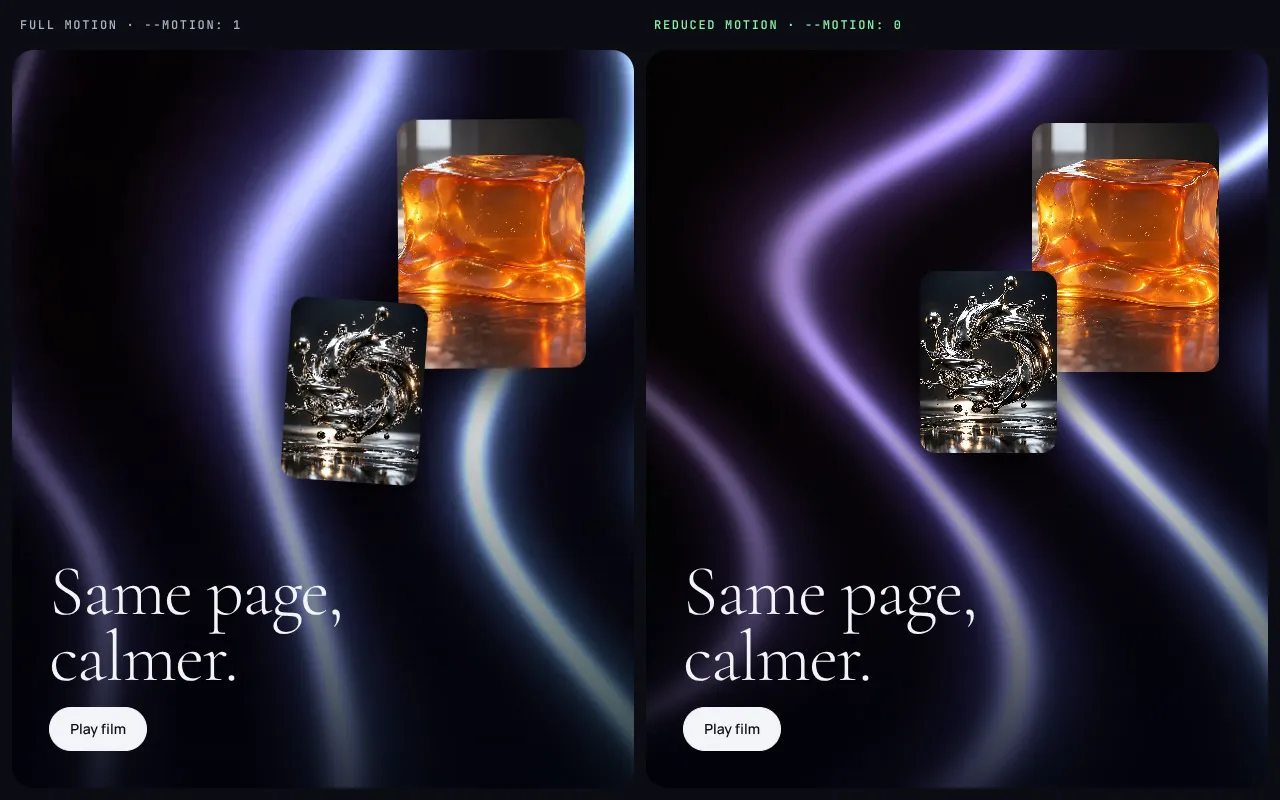 FULL MOTION · --MOTION: 1
REDUCED MOTION · --MOTION: 0
Same page,
calmer.
Play film
Same page,
calmer.
Play film